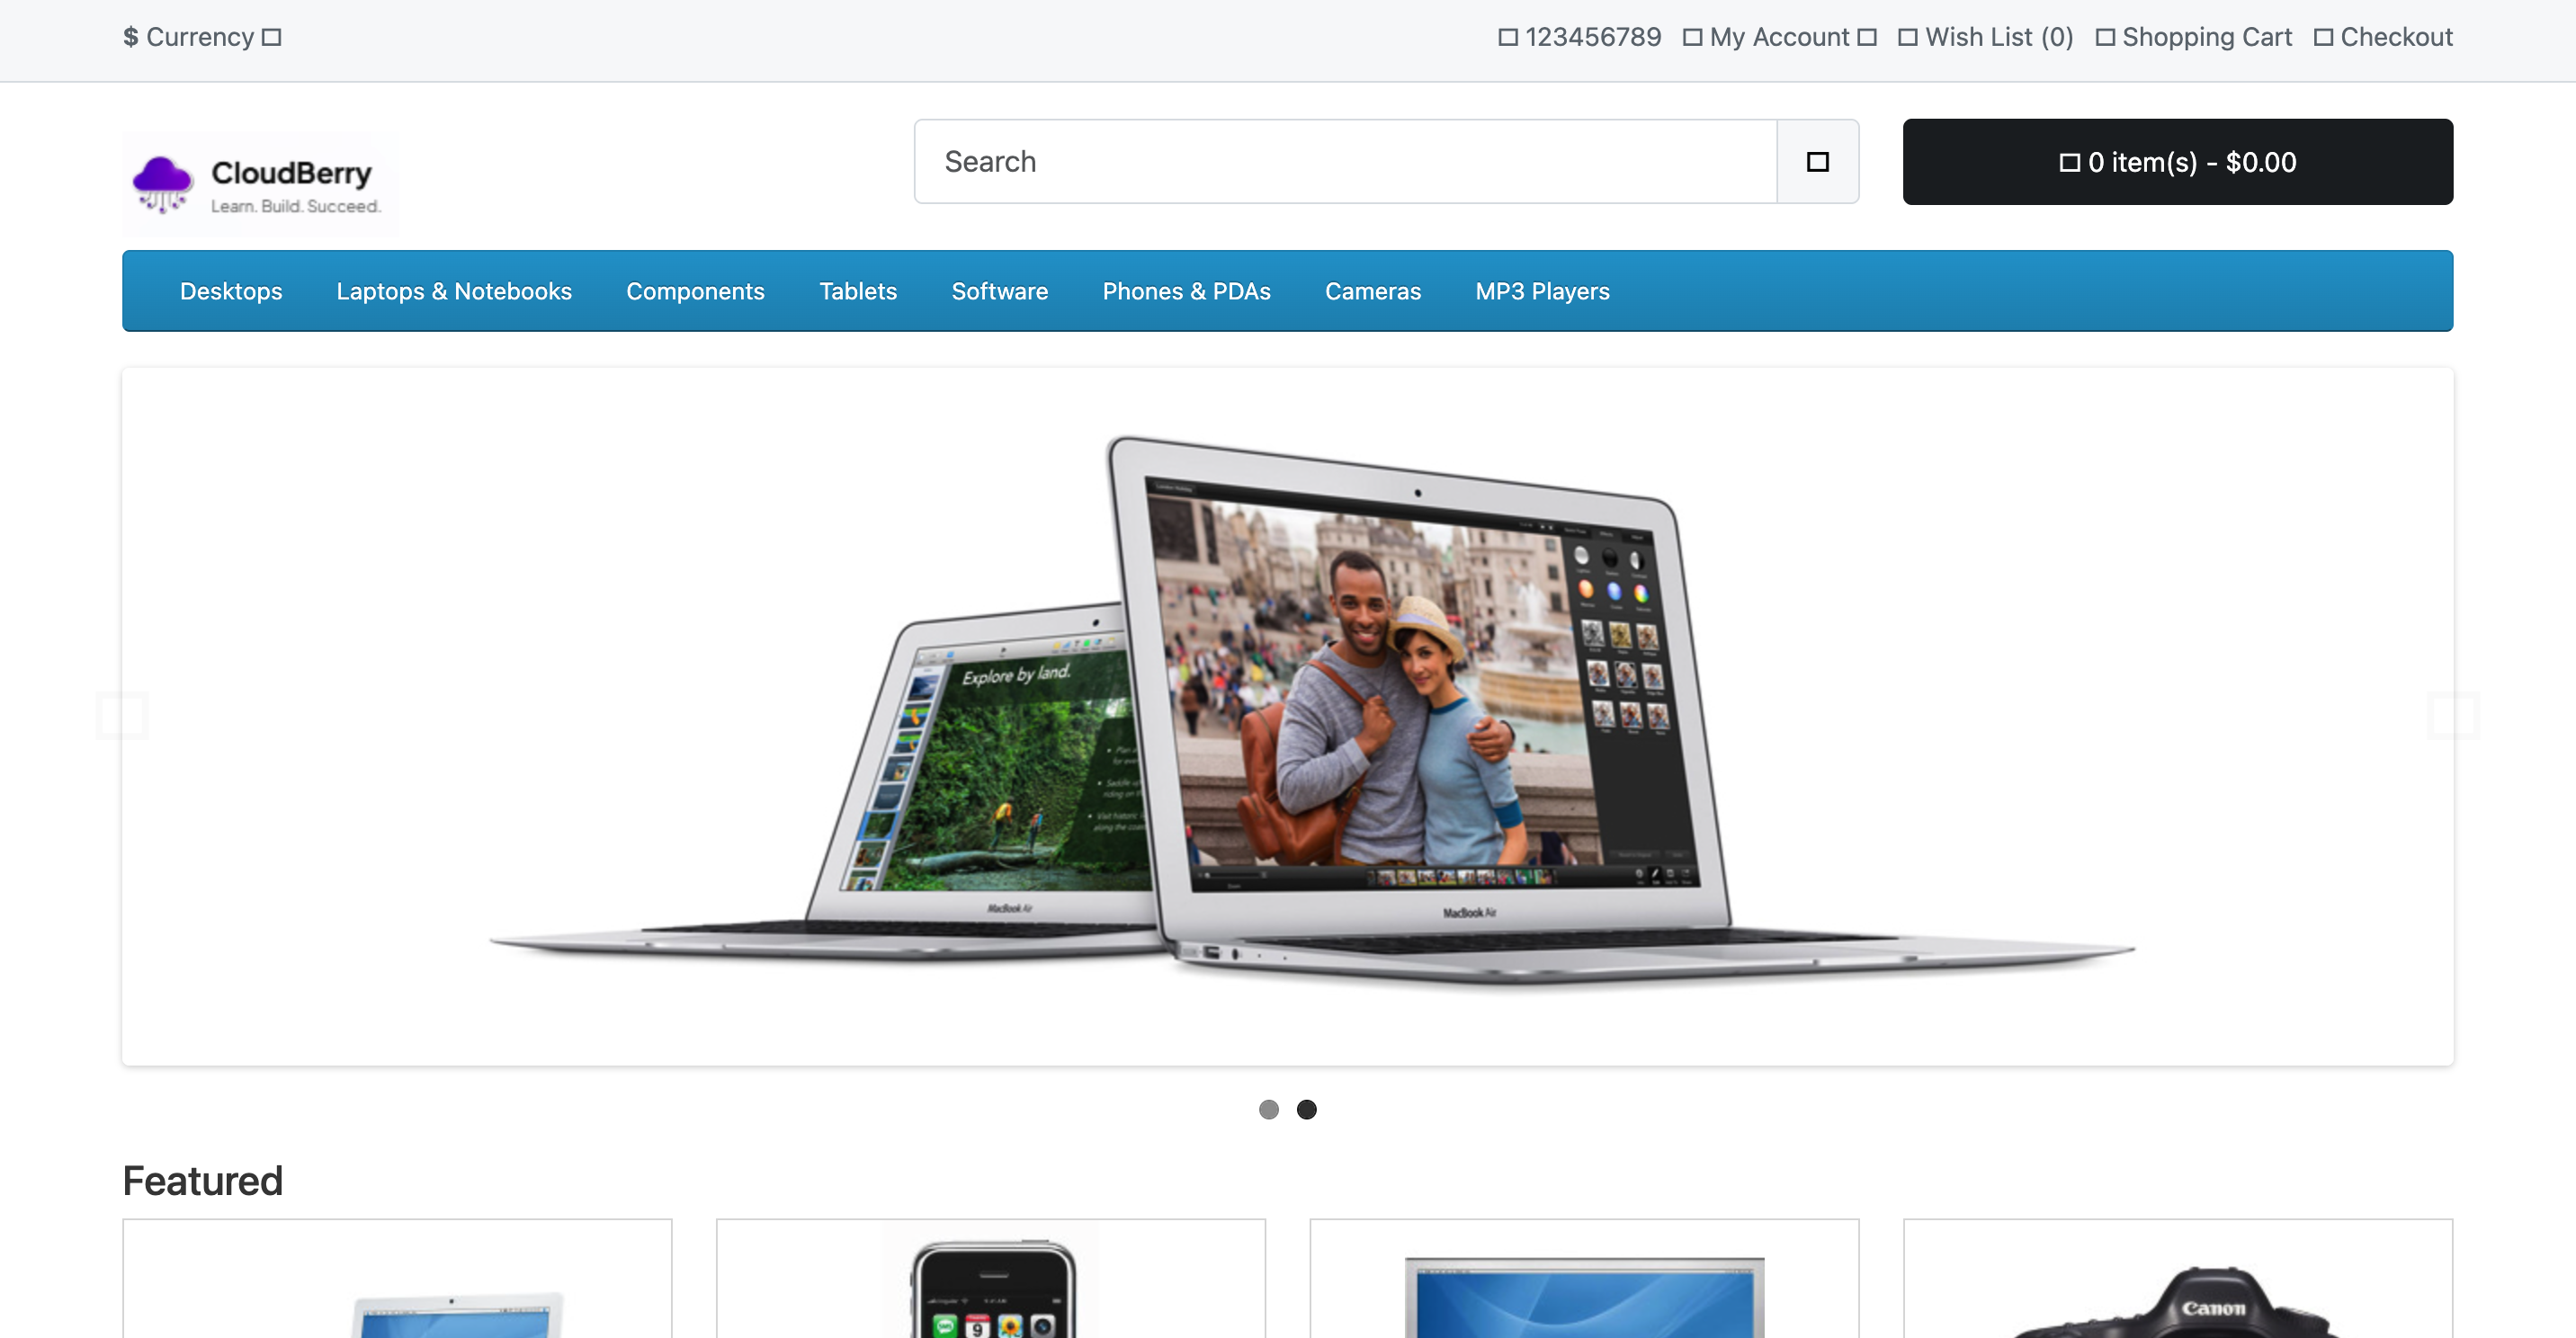 $ Currency
123456789 My Account Wish List (0) Shopping Cart Checkout
CloudBerry
Learn. Build. Succeed.
Search
0 item(s) - $0.00
Desktops Laptops & Notebooks Components Tablets Software Phones & PDAs Cameras MP3 Players
Explore by land.
MacBook Air
MacBook Air
Featured
9
Canon